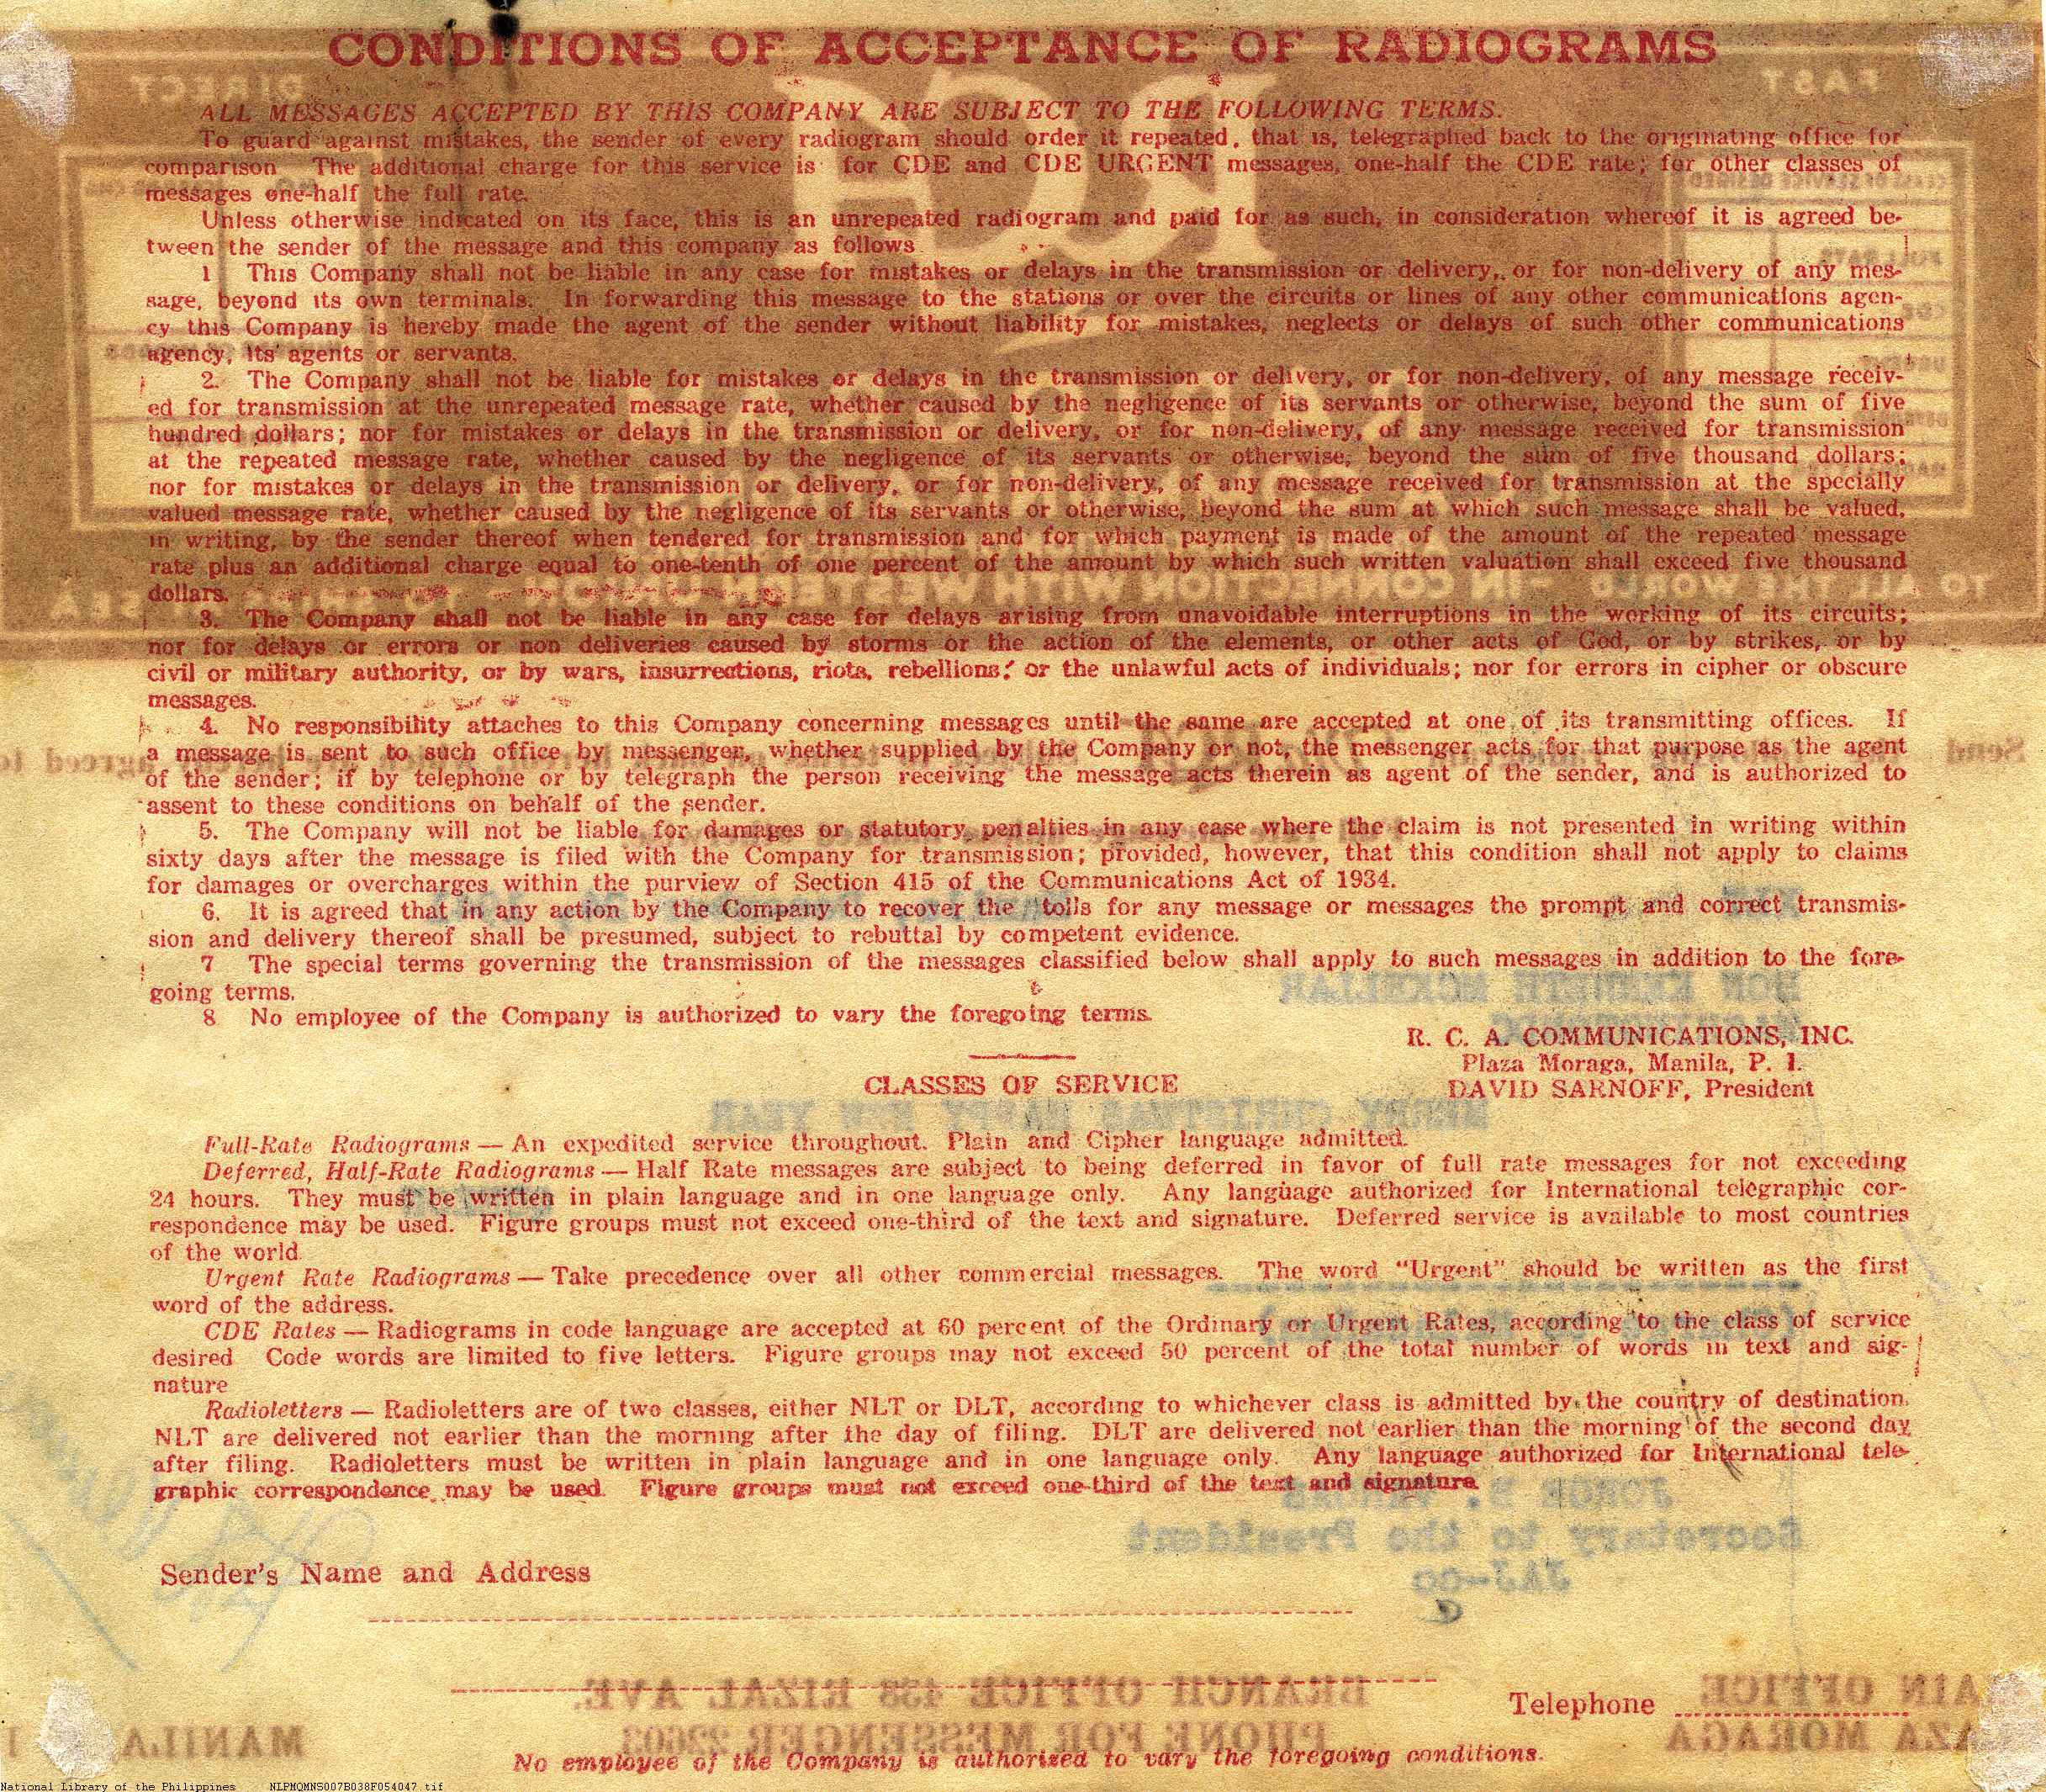 CONDITIONS OF ACCEPTANCE OF RADIOGRAMS
ALL MESSAGES ACCEPTED BY THIS COMPANY ARE SUBJECT TO THE FOLLOWING TERMS.
To guard against mistakes, the sender of every radiogram should order it repeated, that is, telegraphed back to the originating office for
comparison The additional charge for this service is for CDE and CDE URGENT messages, one-half the CDE rate; for other classes of
messages one-half the full rate.
Unless otherwise indicated on its face, this is an unrepeated radiogram and paid for as such, in consideration whereof it is agreed be-
tween the sender of the message and this company as follows
1 This Company shall not be liable in any case for mistakes or delays in the transmission or delivery, or for non-delivery of any mes-
sage, beyond its own terminals. In forwarding this message to the stations or over the circuits or lines of any other communications agen-
cy this Company is hereby made the agent of the sender without liability for mistakes, neglects or delays of such other communications
agency, its agents or servants.
2. The Company shall not be liable for mistakes or delays in the transmission or delivery, or for non-delivery, of any message receiv-
ed for transmission at the unrepeated message rate, whether caused by the negligence of its servants or otherwise, beyond the sum of five
hundred dollars; nor for mistakes or delays in the transmission or delivery, or for non-delivery, of any message received for transmission
at the repeated message rate, whether caused by the negligence of its servants or otherwise, beyond the sum of five thousand dollars;
nor for mistakes or delays in the transmission or delivery, or for non-delivery, of any message received for transmission at the specially
valued message rate, whether caused by the negligence of its servants or otherwise, beyond the sum at which such message shall be valued,
in writing, by the sender thereof when tendered for transmission and for which payment is made of the amount of the repeated message
rate plus an additional charge equal to one-tenth of one percent of the amount by which such written valuation shall exceed five thousand
dollars.
3. The Company shall not be liable in any case for delays arising from unavoidable interruptions in the working of its circuits;
nor for delays or errors or non deliveries caused by storms or the action of the elements, or other acts of God, or by strikes, or by
civil or military authority, or by wars, insurrections, riots, rebellions, or the unlawful acts of individuals; nor for errors in cipher or obscure
messages.
4. No responsibility attaches to this Company concerning messages until the same are accepted at one of its transmitting offices. If
a message is sent to such office by messenger, whether supplied by the Company or not, the messenger acts for that purpose as the agent
of the sender; if by telephone or by telegraph the person receiving the message acts therein as agent of the sender, and is authorized to
assent to these conditions on behalf of the sender.
5. The Company will not be liable for damages or statutory penalties in any case where the claim is not presented in writing within
sixty days after the message is filed with the Company for transmission; provided, however, that this condition shall not apply to claims
for damages or overcharges within the purview of Section 415 of the Communications Act of 1934.
6. It is agreed that in any action by the Company to recover the tolls for any message or messages the prompt and correct transmis-
sion and delivery thereof shall be presumed, subject to rebuttal by competent evidence.
7 The special terms governing the transmission of the messages classified below shall apply to such messages in addition to the fore-
going terms.
8 No employee of the Company is authorized to vary the foregoing terms.
R. C. A. COMMUNICATIONS, INC.
Plaza Moraga, Manila, P. I.
DAVID SARNOFF, President
CLASSES OF SERVICE
Full-Rate Radiograms — An expedited service throughout. Plain and Cipher language admitted.
Deferred, Half-Rate Radiograms — Half Rate messages are subject to being deferred in favor of full rate messages for not exceeding
24 hours. They must be written in plain language and in one language only. Any language authorized for International telegraphic cor-
respondence may be used. Figure groups must not exceed one-third of the text and signature. Deferred service is available to most countries
of the world.
Urgent Rate Radiograms — Take precedence over all other commercial messages. The word "Urgent" should be written as the first
word of the address.
CDE Rates — Radiograms in code language are accepted at 60 percent of the Ordinary or Urgent Rates, according to the class of service
desired Code words are limited to five letters. Figure groups may not exceed 50 percent of the total number of words in text and sig-
nature
Radioletters — Radioletters are of two classes, either NLT or DLT, according to whichever class is admitted by the country of destination.
NLT are delivered not earlier than the morning after the day of filing. DLT are delivered not earlier than the morning of the second day
after filing. Radioletters must be written in plain language and in one language only. Any language authorized for International tele-
graphic correspondence may be used. Figure groups must not exceed one-third of the text and signature
Sender's Name and Address
Telephone
No employee of the Company is authorized to vary the foregoing conditions.
National Library of the Philippines NLPMQMNS007B038F054047.tif